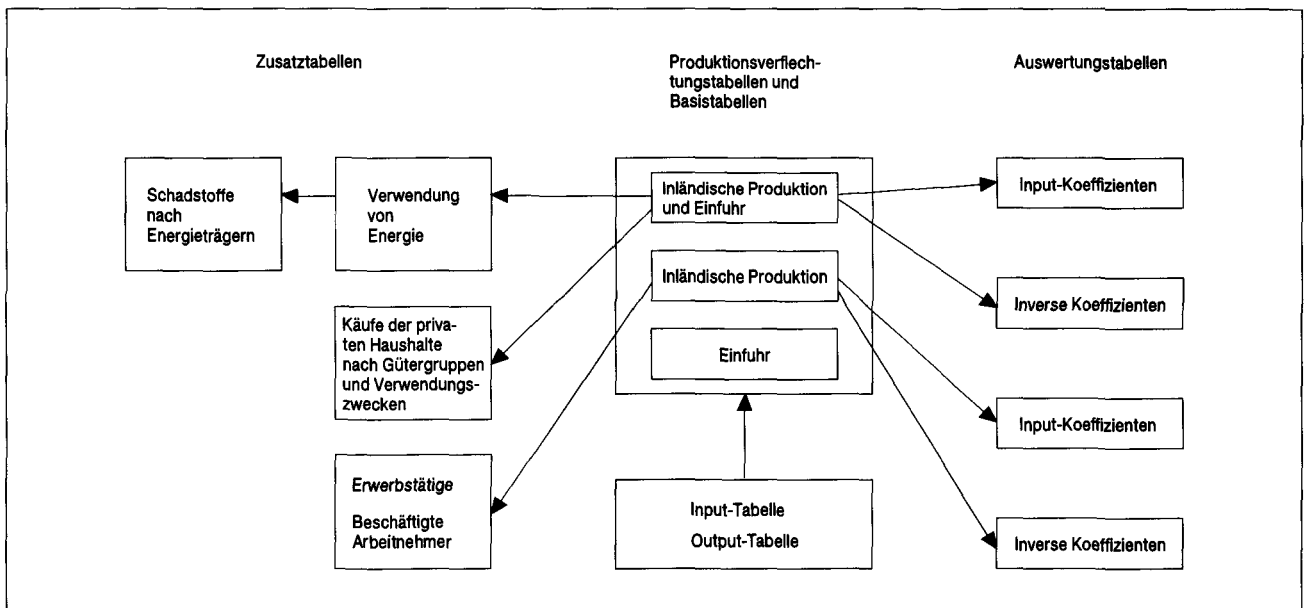 Zusatztabellen
Produktionsverflech-
tungstabellen und
Basistabellen
Auswertungstabellen
Schadstoffe
nach
Energieträgern
Verwendung
von
Energie
Käufe der priva-
ten Haushalte
nach Gütergruppen
und Verwendungs-
zwecken
Erwerbstätige
Beschäftigte
Arbeitnehmer
Inländische Produktion
und Einfuhr
Inländische Produktion
Einfuhr
Input-Tabelle
Output-Tabelle
Input-Koeffizienten
Inverse Koeffizienten
Input-Koeffizienten
Inverse Koeffizienten